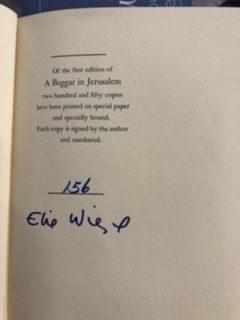 Of the first edition of
A Beggar in Jerusalem
two hundred and fifty copies
have been printed on special paper
and specially bound.
Each copy is signed by the author
and numbered.
156
Elie Wiesel